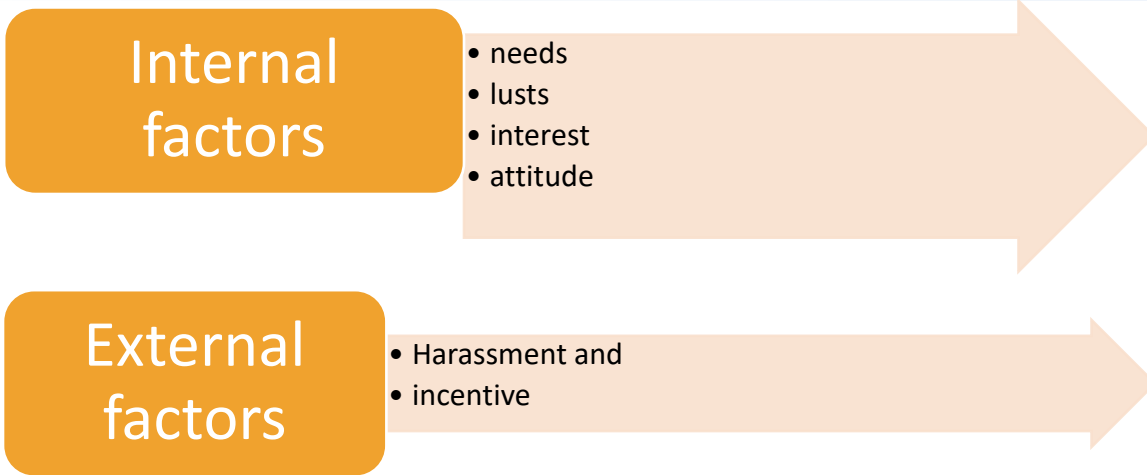 Internal
factors
• needs
• lusts
• interest
• attitude
External
factors
• Harassment and
• incentive